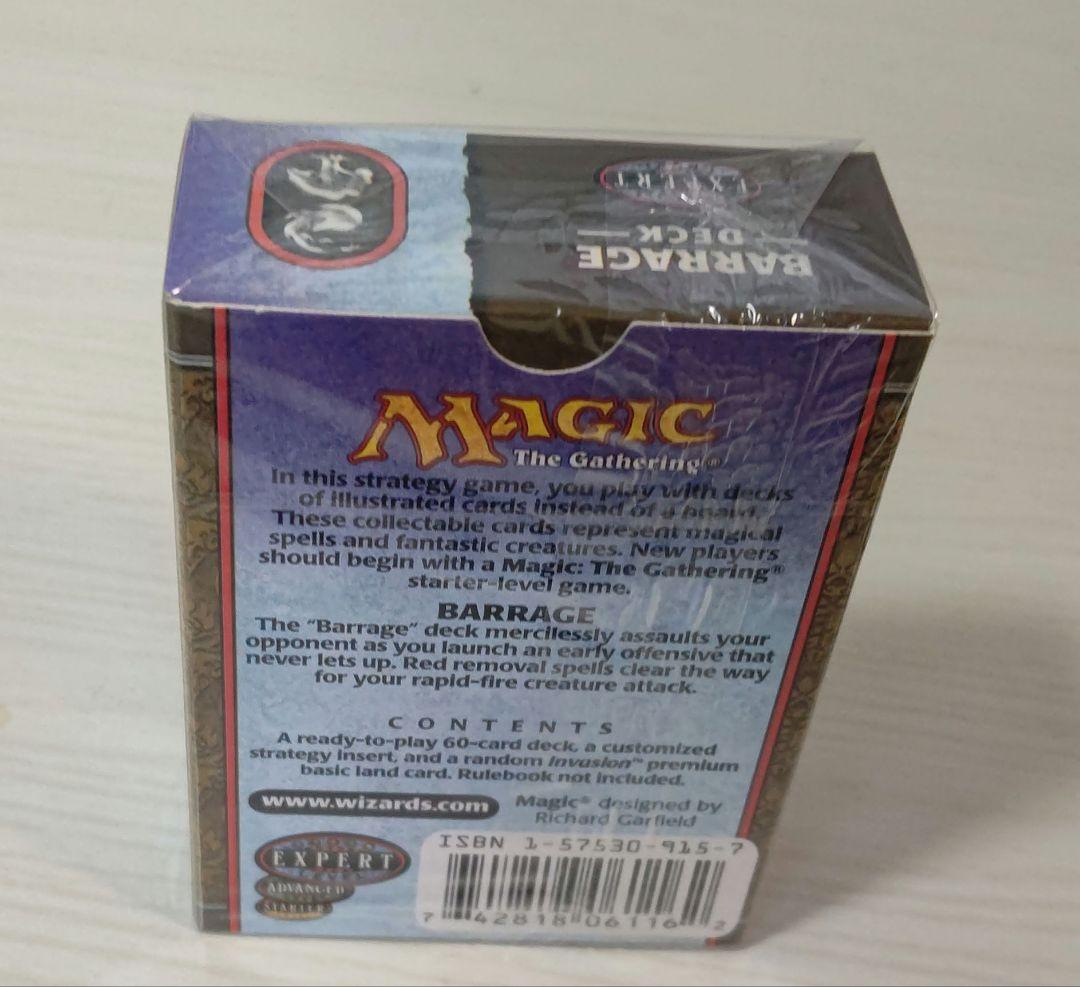 EXPERT
BARRAGE
— DECK —
MAGIC
The Gathering®
In this strategy game, you play with decks
of illustrated cards instead of a board.
These collectable cards represent magical
spells and fantastic creatures. New players
should begin with a Magic: The Gathering®
starter-level game.
BARRAGE
The "Barrage" deck mercilessly assaults your
opponent as you launch an early offensive that
never lets up. Red removal spells clear the way
for your rapid-fire creature attack.
CONTENTS
A ready-to-play 60-card deck, a customized
strategy insert, and a random Invasion™ premium
basic land card. Rulebook not included.
www.wizards.com
Magic® designed by
Richard Garfield
EXPERT
LEVEL
ADVANCED
STARTER
ISBN 1-57530-915-7
7 42818 06116 2